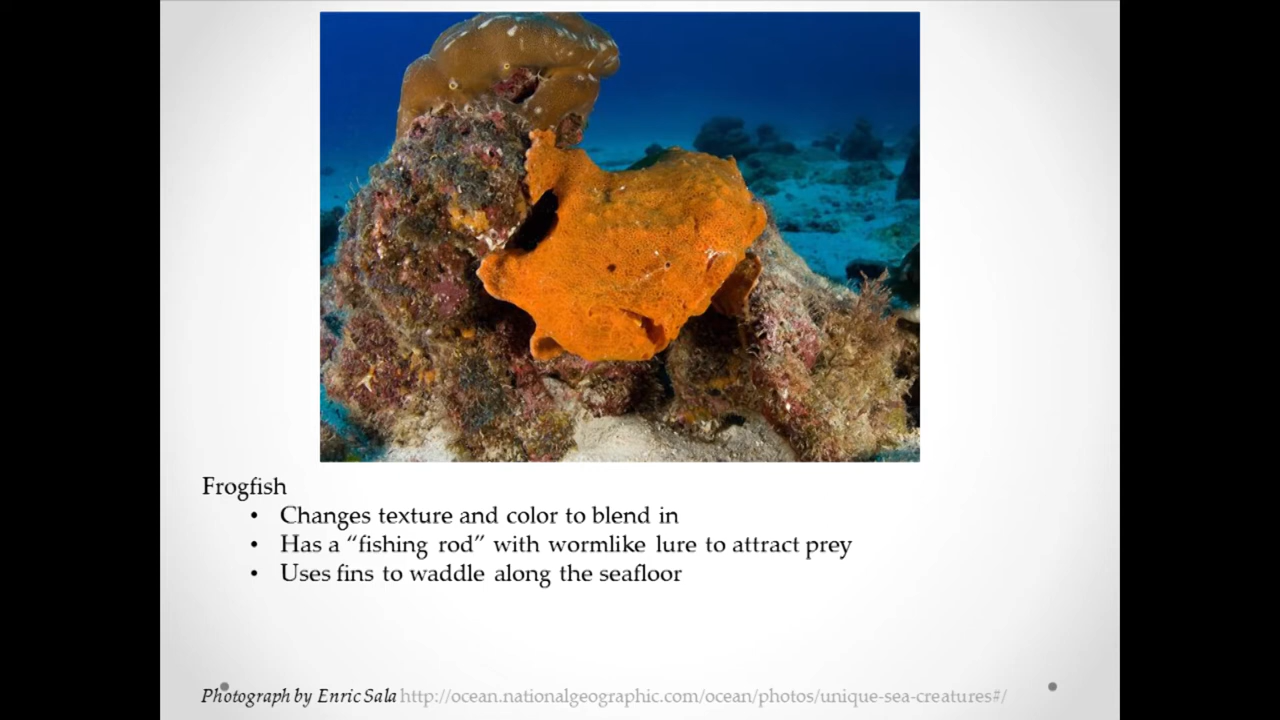 Frogfish
• Changes texture and color to blend in
• Has a “fishing rod” with wormlike lure to attract prey
• Uses fins to waddle along the seafloor
Photograph by Enric Sala http://ocean.nationalgeographic.com/ocean/photos/unique-sea-creatures#/